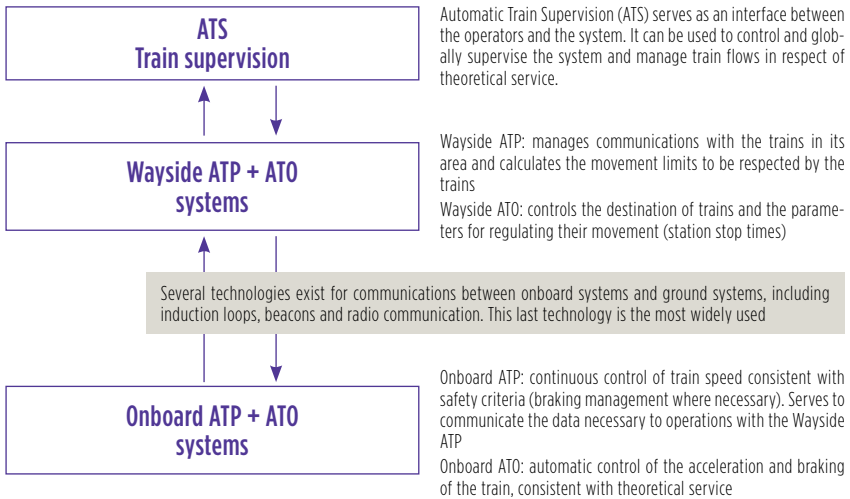 ATS
Train supervision
Automatic Train Supervision (ATS) serves as an interface between
the operators and the system. It can be used to control and glob-
ally supervise the system and manage train flows in respect of
theoretical service.
Wayside ATP + ATO
systems
Wayside ATP: manages communications with the trains in its
area and calculates the movement limits to be respected by the
trains
Wayside ATO: controls the destination of trains and the parame-
ters for regulating their movement (station stop times)
Several technologies exist for communications between onboard systems and ground systems, including
induction loops, beacons and radio communication. This last technology is the most widely used
Onboard ATP + ATO
systems
Onboard ATP: continuous control of train speed consistent with
safety criteria (braking management where necessary). Serves to
communicate the data necessary to operations with the Wayside
ATP
Onboard ATO: automatic control of the acceleration and braking
of the train, consistent with theoretical service